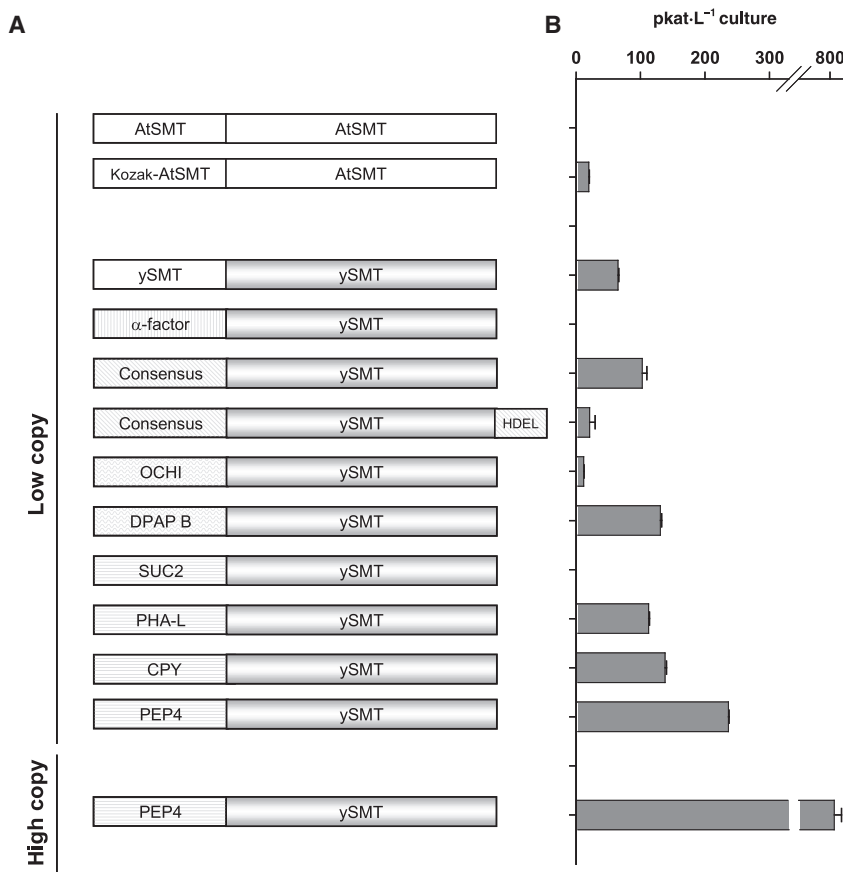 A
B
pkat·L⁻¹ culture
0 100 200 300 800
Low copy
AtSMT AtSMT
Kozak-AtSMT AtSMT
ySMT ySMT
α-factor ySMT
Consensus ySMT
Consensus ySMT HDEL
OCHI ySMT
DPAP B ySMT
SUC2 ySMT
PHA-L ySMT
CPY ySMT
PEP4 ySMT
High copy
PEP4 ySMT